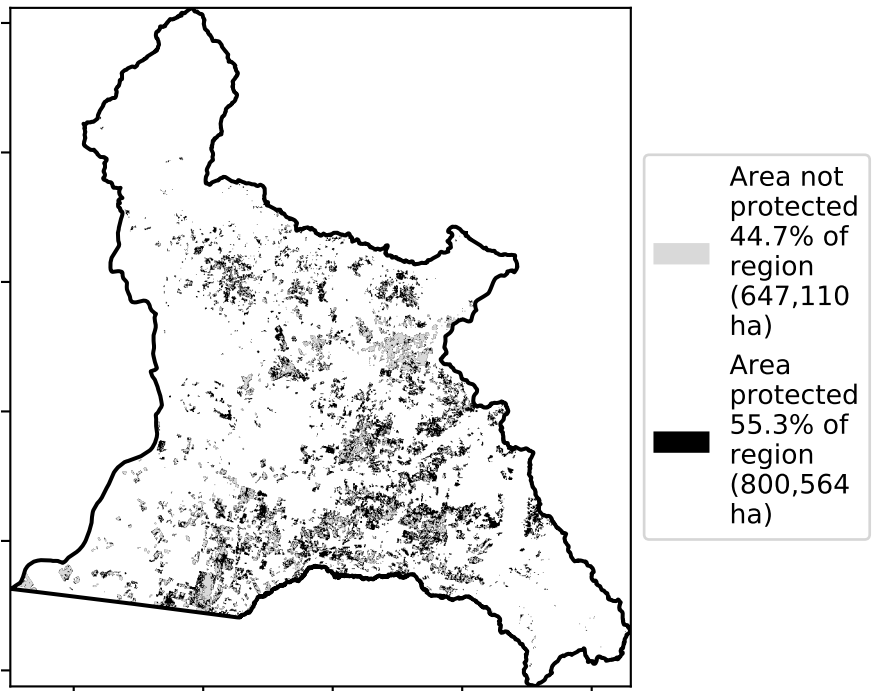 Area not
protected
44.7% of
region
(647,110
ha)
Area
protected
55.3% of
region
(800,564
ha)